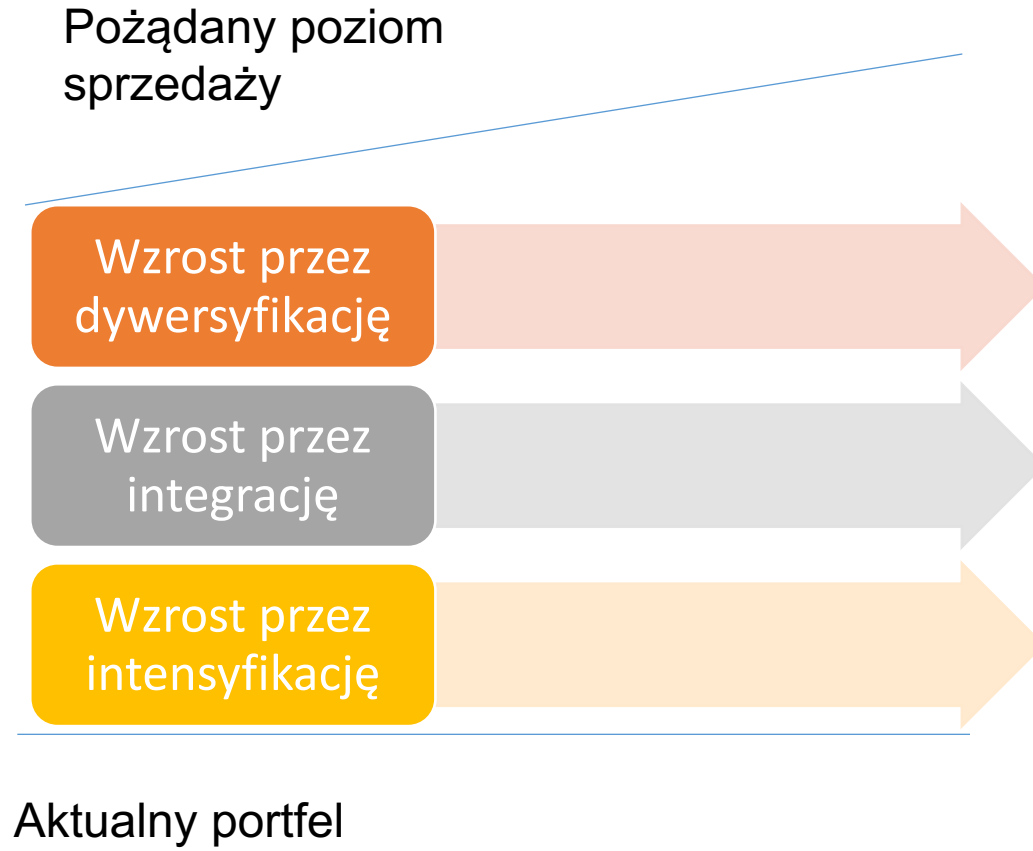 Pożądany poziom
sprzedaży
Wzrost przez
dywersyfikację
Wzrost przez
integrację
Wzrost przez
intensyfikację
Aktualny portfel